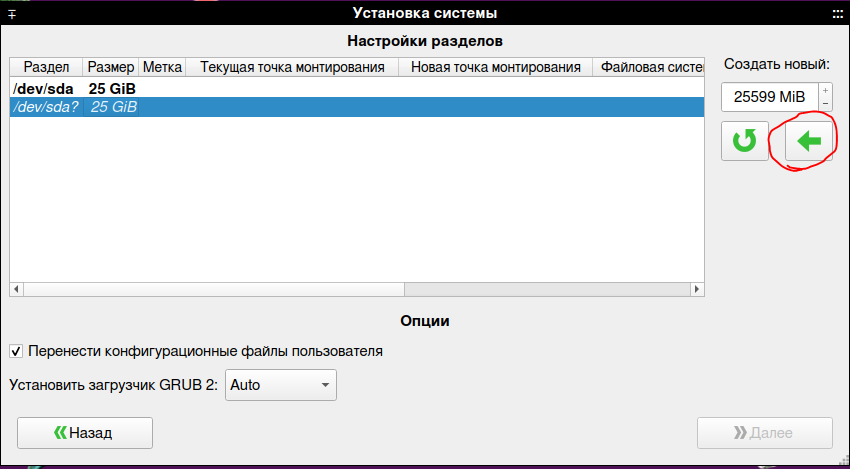 Установка системы
Настройки разделов
Раздел Размер Метка Текущая точка монтирования Новая точка монтирования Файловая систе
Создать новый:
/dev/sda 25 GiB
/dev/sda? 25 GiB
25599 MiB
Опции
Перенести конфигурационные файлы пользователя
Установить загрузчик GRUB 2: Auto
Назад
Далее